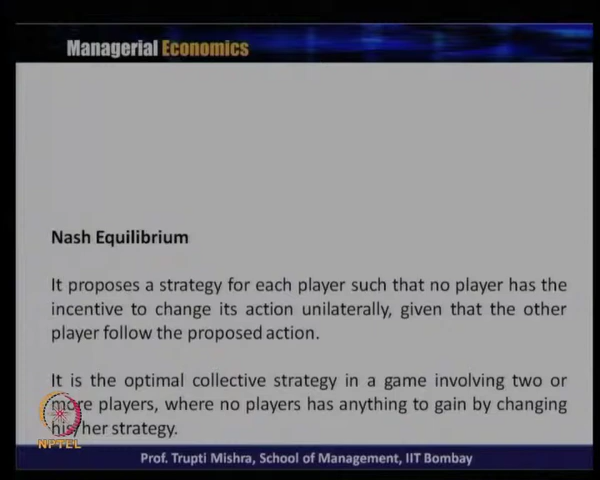 Managerial Economics
Nash Equilibrium
It proposes a strategy for each player such that no player has the
incentive to change its action unilaterally, given that the other
player follow the proposed action.
It is the optimal collective strategy in a game involving two or
more players, where no players has anything to gain by changing
his/her strategy.
NPTEL
Prof. Trupti Mishra, School of Management, IIT Bombay